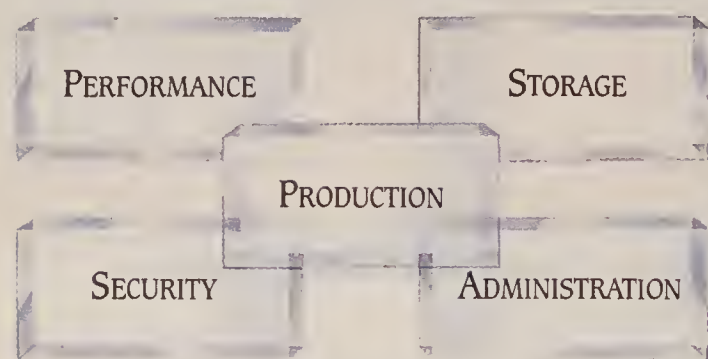 PERFORMANCE
STORAGE
PRODUCTION
SECURITY
ADMINISTRATION